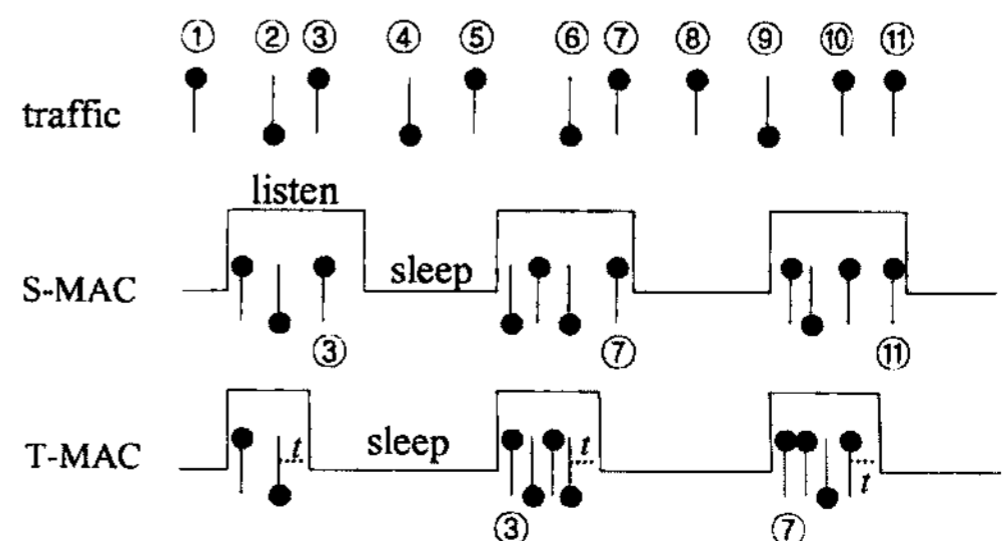 ① ② ③ ④ ⑤ ⑥ ⑦ ⑧ ⑨ ⑩ ⑪
traffic
listen
S-MAC
sleep
③ ⑦ ⑪
T-MAC
t sleep t t
③ ⑦